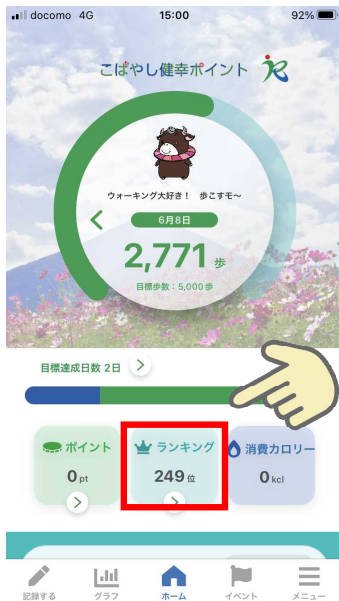 docomo 4G 15:00 92%
こばやし健幸ポイント
ウォーキング大好き！ 歩こすモ～
6月8日
2,771 歩
目標歩数：5,000歩
目標達成日数 2日
ポイント
0 pt
ランキング
249 位
消費カロリー
0 kcl
記録する グラフ ホーム イベント メニュー